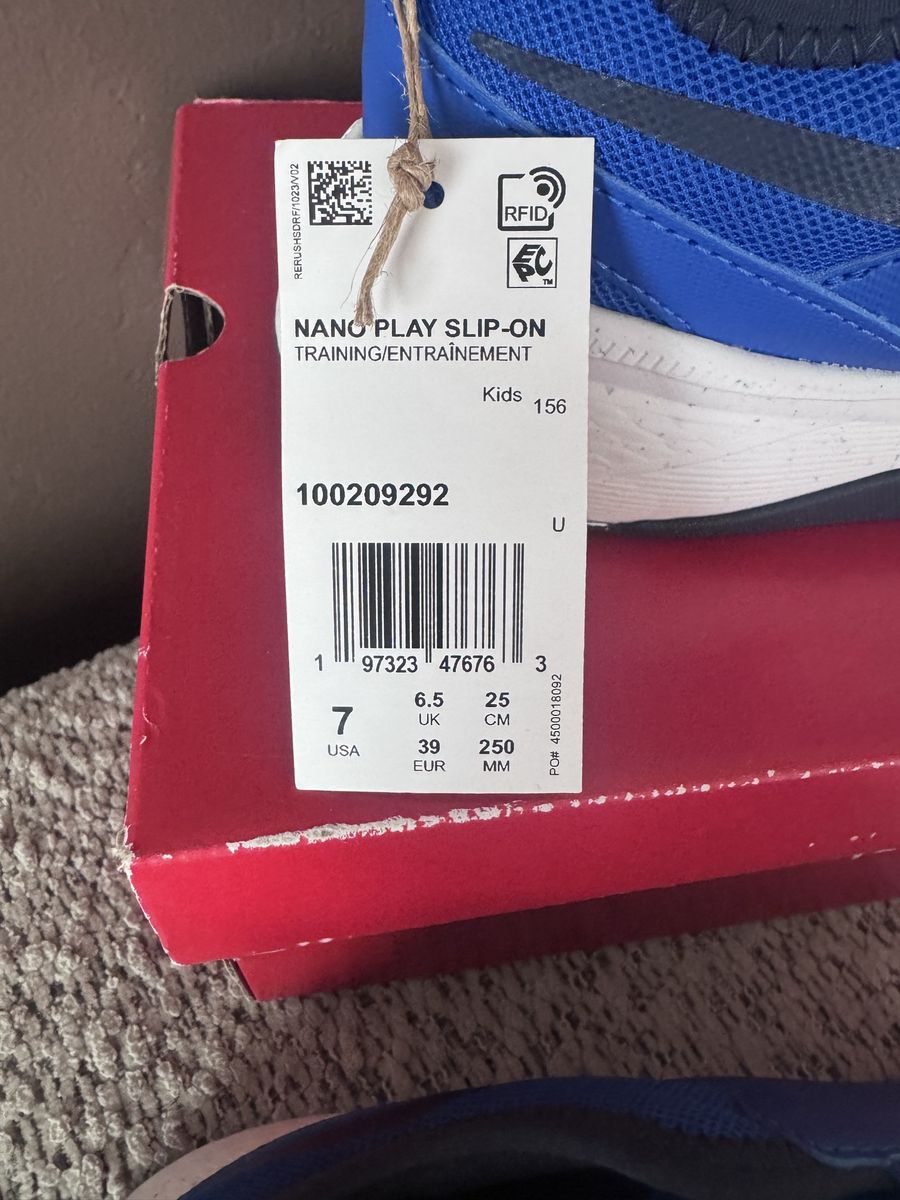 RERUSHSDRF/1023/V02
RFID
EPC™
NANO PLAY SLIP-ON
TRAINING/ENTRAÎNEMENT
Kids 156
100209292
U
1 97323 47676 3
7 USA
6.5 UK
25 CM
39 EUR
250 MM
PO# 4500018092